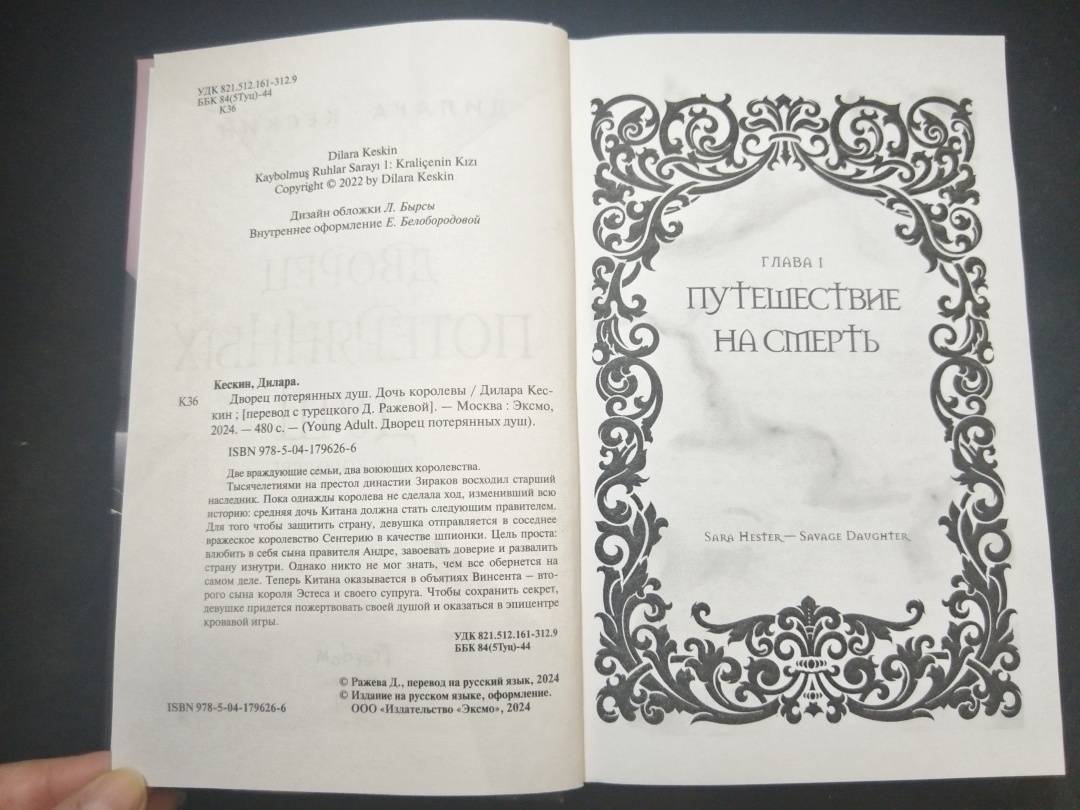 УДК 821.512.161-312.9
ББК 84(5Туц)-44
К36
Dilara Keskin
Kaybolmuş Ruhlar Sarayı 1: Kraliçenin Kızı
Copyright © 2022 by Dilara Keskin
Дизайн обложки Л. Бырсы
Внутреннее оформление Е. Белобородовой
Кескин, Дилара.
К36 Дворец потерянных душ. Дочь королевы / Дилара Кес-
кин ; [перевод с турецкого Д. Ражевой]. — Москва : Эксмо,
2024. — 480 с. — (Young Adult. Дворец потерянных душ).
ISBN 978-5-04-179626-6
Две враждующие семьи, два воюющих королевства.
Тысячелетиями на престол династии Зираков восходил старший
наследник. Пока однажды королева не сделала ход, изменивший всю
историю: средняя дочь Китана должна стать следующим правителем.
Для того чтобы защитить страну, девушка отправляется в соседнее
вражеское королевство Сентерию в качестве шпионки. Цель проста:
влюбить в себя сына правителя Андре, завоевать доверие и развалить
страну изнутри. Однако никто не мог знать, чем все обернется на
самом деле. Теперь Китана оказывается в объятиях Винсента — вто-
рого сына короля Эстеса и своего супруга. Чтобы сохранить секрет,
девушке придется пожертвовать своей душой и оказаться в эпицентре
кровавой игры.
УДК 821.512.161-312.9
ББК 84(5Туц)-44
© Ражева Д., перевод на русский язык, 2024
© Издание на русском языке, оформление.
ISBN 978-5-04-179626-6 ООО «Издательство «Эксмо», 2024
ГЛАВА 1
ПУТЕШЕСТВИЕ
НА СМЕРТЬ
SARA HESTER — SAVAGE DAUGHTER